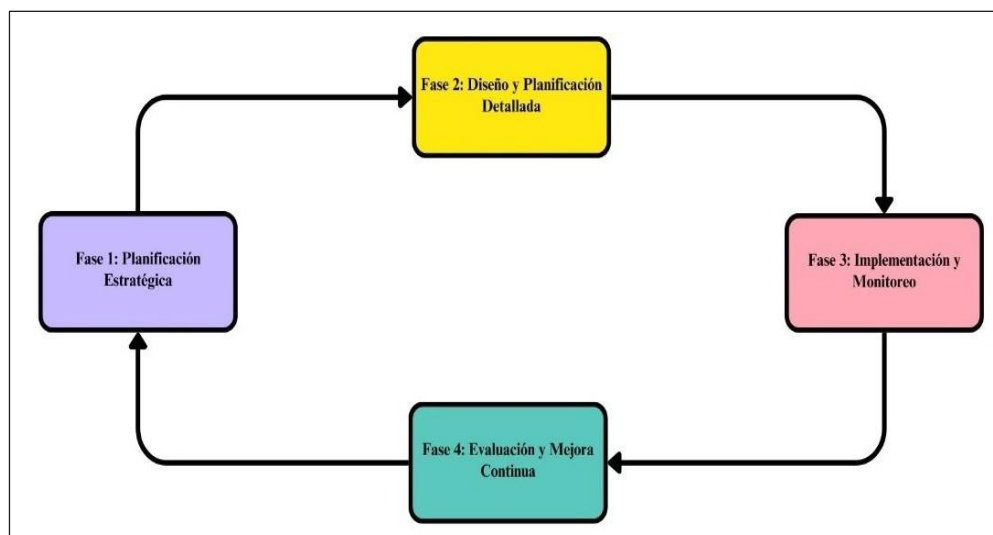 Fase 2: Diseño y Planificación
Detallada
Fase 1: Planificación
Estratégica
Fase 3: Implementación y
Monitoreo
Fase 4: Evaluación y Mejora
Continua